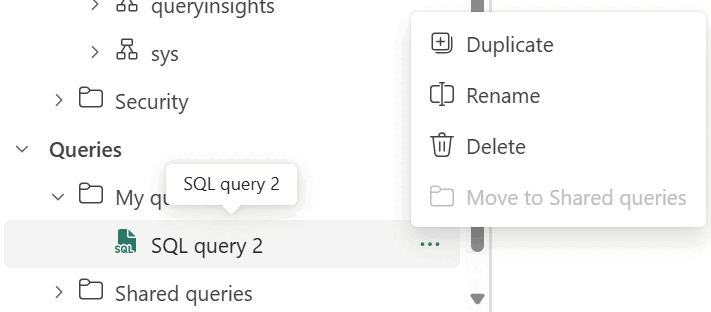 queryinsights
sys
Security
Queries
My qu
SQL query 2
SQL
SQL query 2
Shared queries
Duplicate
Rename
Delete
Move to Shared queries